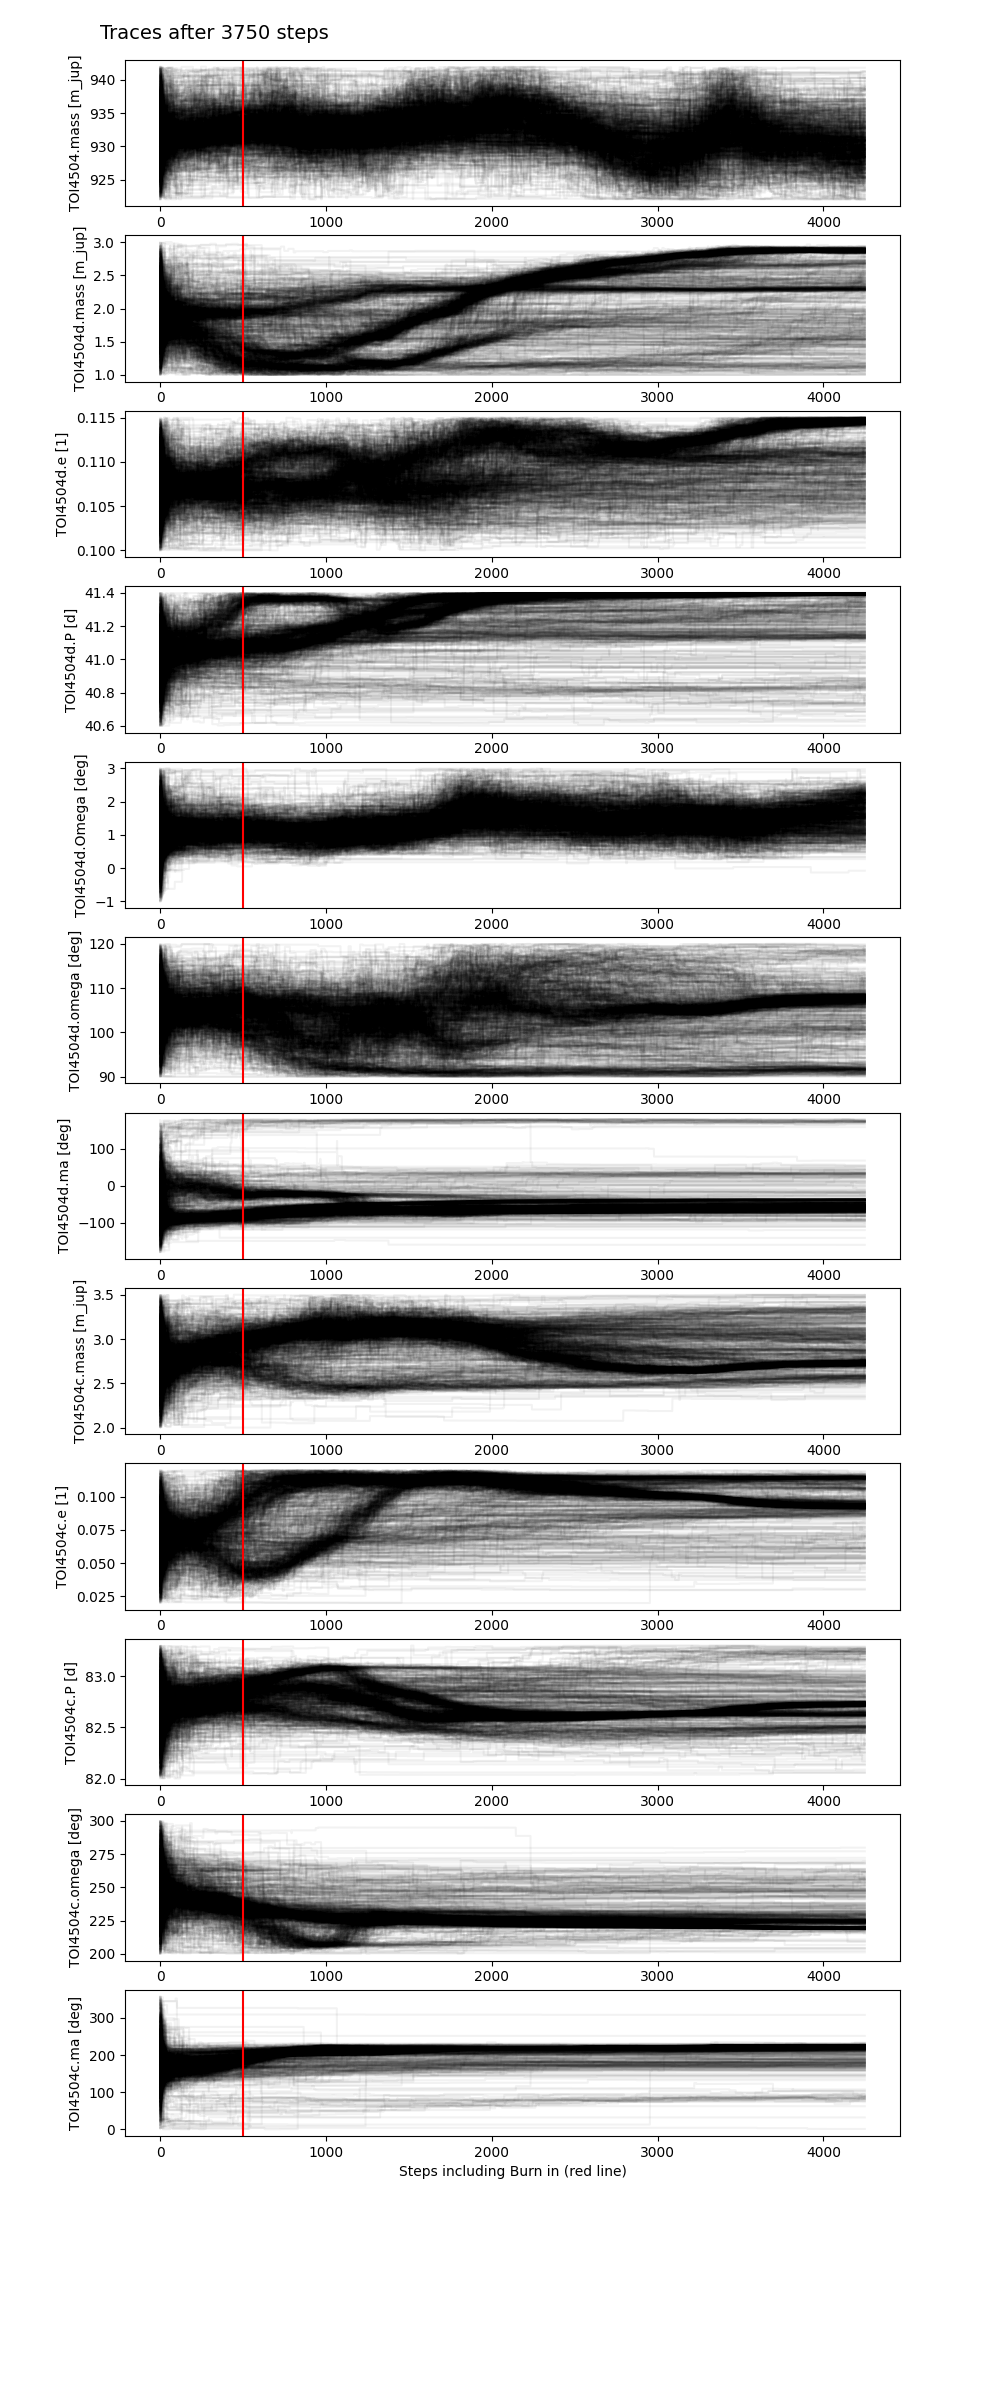 Traces after 3750 steps
TOI4504.mass [m_jup]
940
935
930
925
0 1000 2000 3000 4000
TOI4504d.mass [m_jup]
3.0
2.5
2.0
1.5
1.0
0 1000 2000 3000 4000
TOI4504d.e [1]
0.115
0.110
0.105
0.100
0 1000 2000 3000 4000
TOI4504d.P [d]
41.4
41.2
41.0
40.8
40.6
0 1000 2000 3000 4000
TOI4504d.Omega [deg]
3
2
1
0
−1
0 1000 2000 3000 4000
TOI4504d.omega [deg]
120
110
100
90
0 1000 2000 3000 4000
TOI4504d.ma [deg]
100
0
−100
0 1000 2000 3000 4000
TOI4504c.mass [m_jup]
3.5
3.0
2.5
2.0
0 1000 2000 3000 4000
TOI4504c.e [1]
0.100
0.075
0.050
0.025
0 1000 2000 3000 4000
TOI4504c.P [d]
83.0
82.5
82.0
0 1000 2000 3000 4000
TOI4504c.omega [deg]
300
275
250
225
200
0 1000 2000 3000 4000
TOI4504c.ma [deg]
300
200
100
0
0 1000 2000 3000 4000
Steps including Burn in (red line)